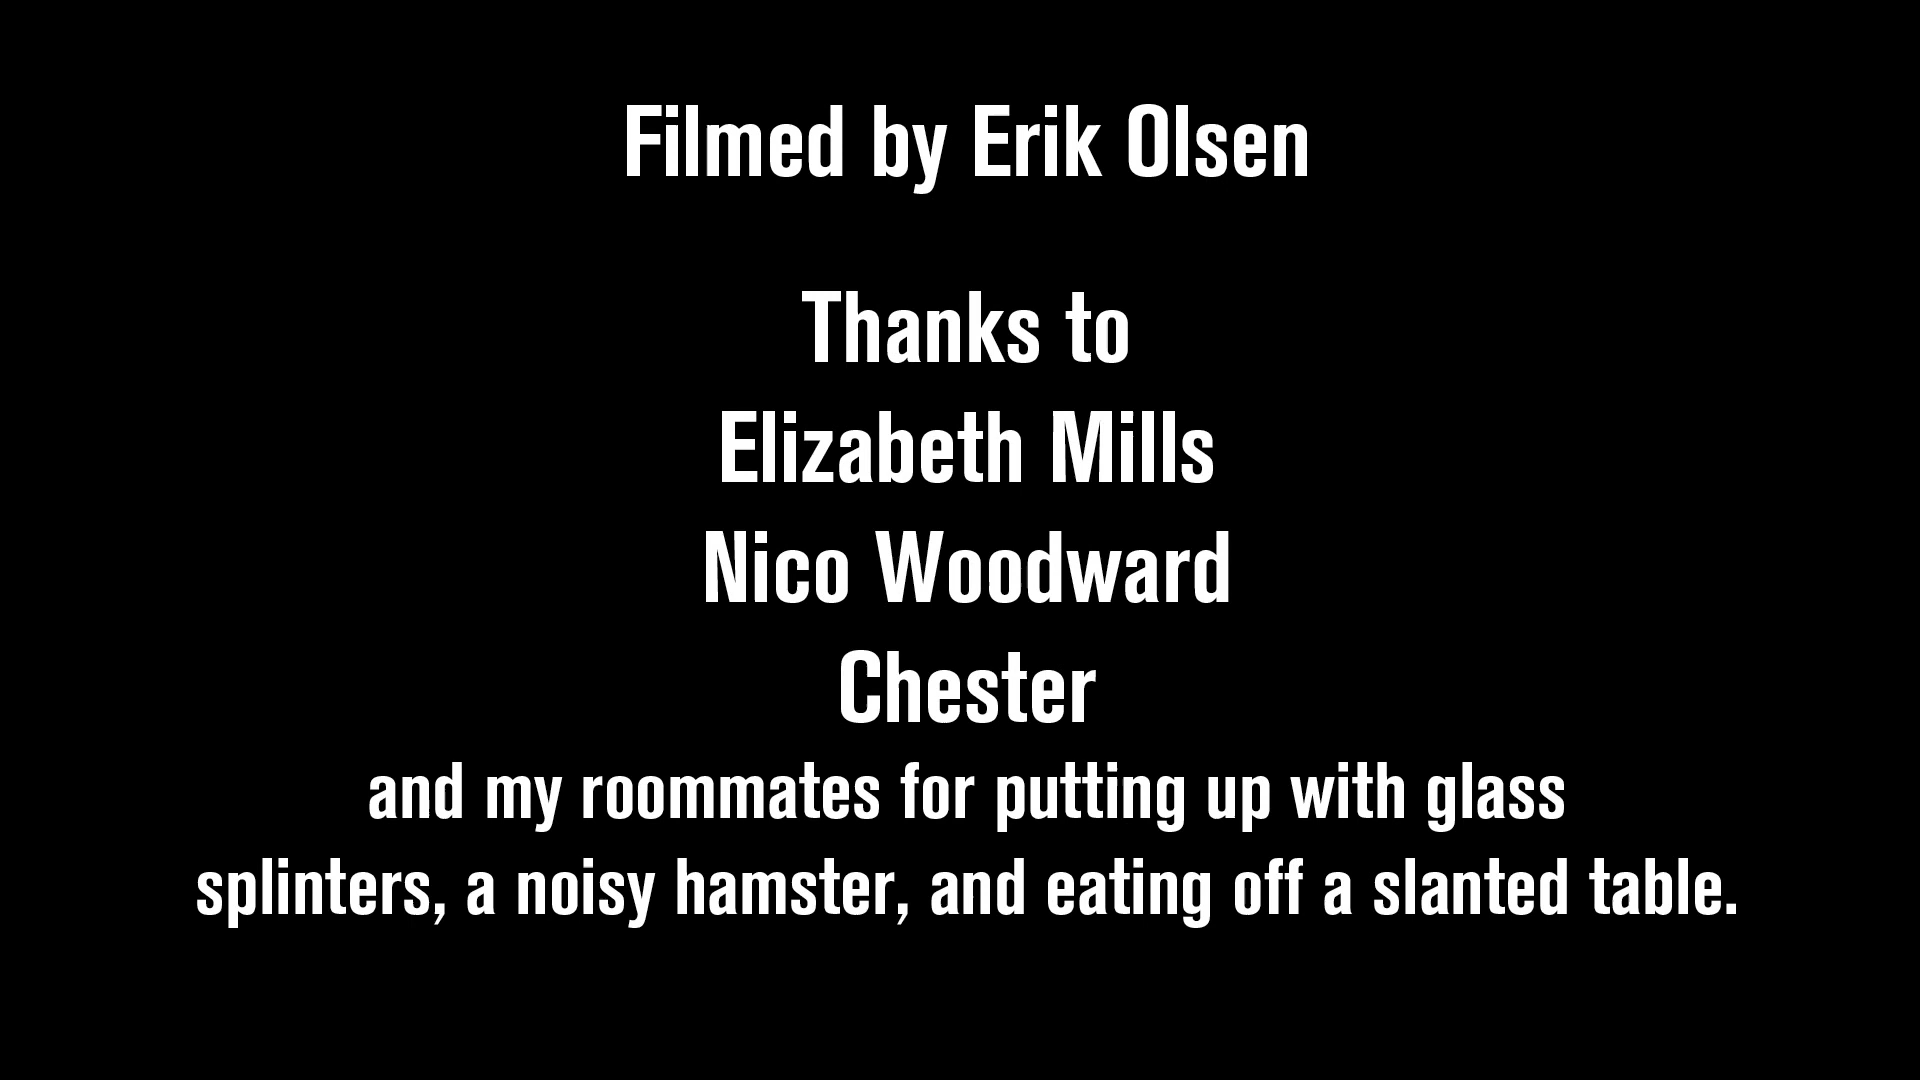 Filmed by Erik Olsen
Thanks to
Elizabeth Mills
Nico Woodward
Chester
and my roommates for putting up with glass
splinters, a noisy hamster, and eating off a slanted table.